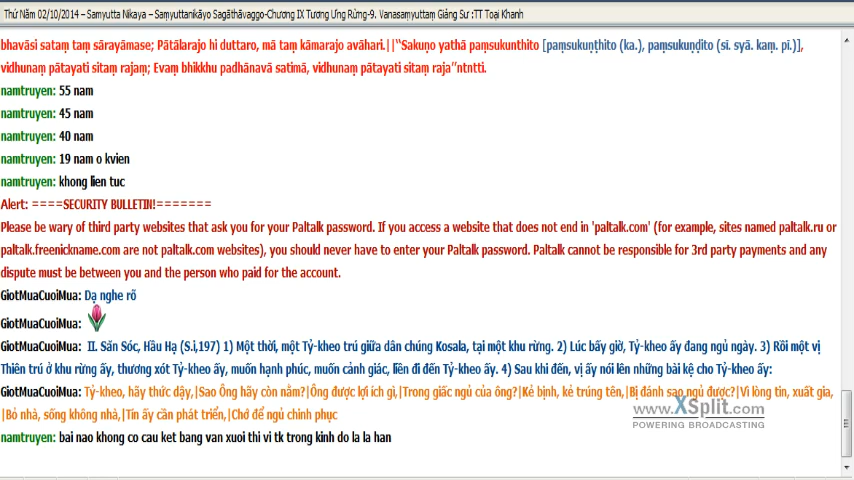 Thứ Năm 02/10/2014 – Saṃyutta Nikaya – Saṃyuttanikāyo Sagāthāvaggo-Chương IX Tương Ưng Rừng-9. Vanasaṃyuttaṃ Giảng Sư :TT Toại Khanh
bhavāsi sataṃ taṃ sārayāmase; Pātālarajo hi duttaro, mā taṃ kāmarajo avāhari.||"Sakuṇo yathā paṃsukunthito [paṃsukuṇṭhito (ka.), paṃsukuṇḍito (sī. syā. kaṃ. pī.)],
vidhunaṃ pātayati sitaṃ rajaṃ; Evaṃ bhikkhu padhānavā satimā, vidhunaṃ pātayati sitaṃ raja"ntntti.
namtruyen: 55 nam
namtruyen: 45 nam
namtruyen: 40 nam
namtruyen: 19 nam o kvien
namtruyen: khong lien tuc
Alert: ====SECURITY BULLETIN!=======
Please be wary of third party websites that ask you for your Paltalk password. If you access a website that does not end in 'paltalk.com' (for example, sites named paltalk.ru or
paltalk.freenickname.com are not paltalk.com websites), you should never have to enter your Paltalk password. Paltalk cannot be responsible for 3rd party payments and any
dispute must be between you and the person who paid for the account.
GiotMuaCuoiMua: Dạ nghe rõ
GiotMuaCuoiMua:
GiotMuaCuoiMua: II. Săn Sóc, Hầu Hạ (S.i,197) 1) Một thời, một Tỷ-kheo trú giữa dân chúng Kosala, tại một khu rừng. 2) Lúc bấy giờ, Tỷ-kheo ấy đang ngủ ngày. 3) Rồi một vị
Thiên trú ở khu rừng ấy, thương xót Tỷ-kheo ấy, muốn hạnh phúc, muốn cảnh giác, liền đi đến Tỷ-kheo ấy. 4) Sau khi đến, vị ấy nói lên những bài kệ cho Tỷ-kheo ấy:
GiotMuaCuoiMua: Tỷ-kheo, hãy thức dậy,|Sao Ông hãy còn nằm?|Ông được lợi ích gì,|Trong giấc ngủ của ông?|Kẻ bịnh, kẻ trúng tên,|Bị đánh sao ngủ được?|Vì lòng tin, xuất gia,
|Bỏ nhà, sống không nhà,|Tín ấy cần phát triển,|Chớ để ngủ chinh phục
www.XSplit.com
POWERING BROADCASTING
namtruyen: bai nao khong co cau ket bang van xuoi thi vi tk trong kinh do la la han